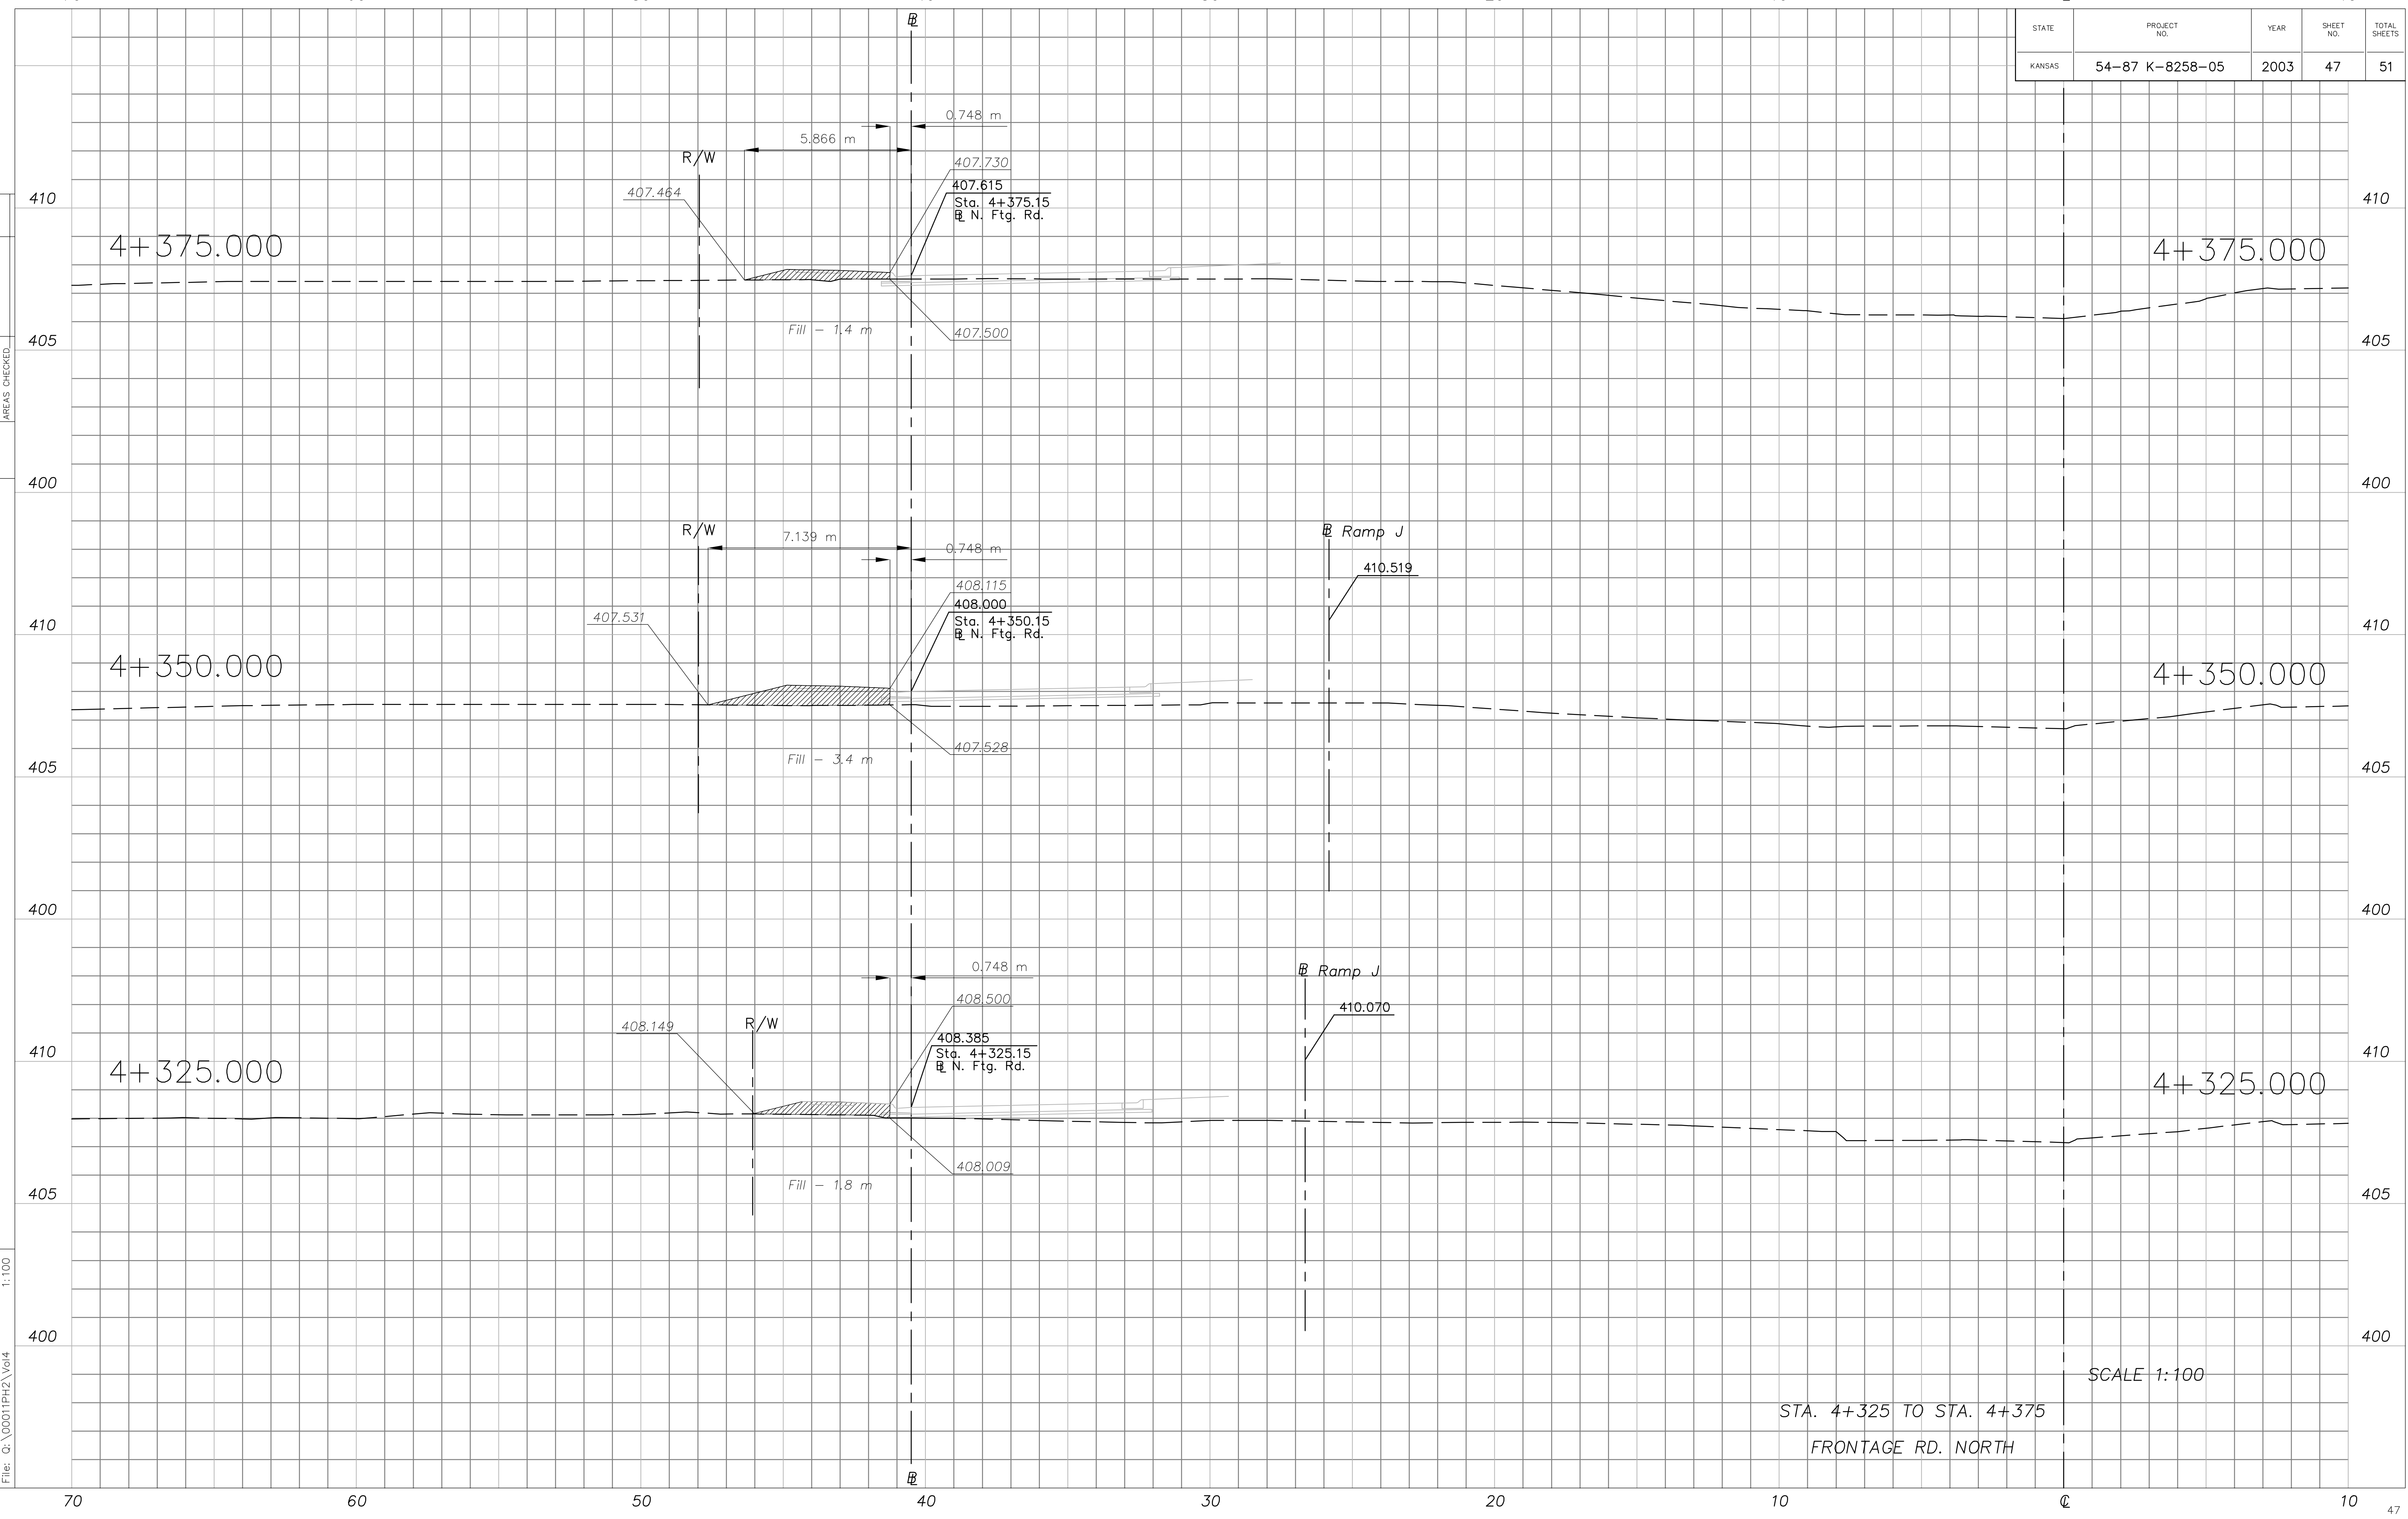 STATE PROJECT NO. YEAR SHEET NO. TOTAL SHEETS
KANSAS 54-87 K-8258-05 2003 47 51
B
0.748 m
5.866 m
R/W
407.730
407.464
407.615
410
Sta. 4+375.15
410
BL N. Ftg. Rd.
4+375.000
4+375.000
Fill - 1.4 m
407.500
405
405
AREAS CHECKED
400
400
R/W
BL Ramp J
7.139 m
0.748 m
410.519
408.115
408.000
407.531
Sta. 4+350.15
410
410
BL N. Ftg. Rd.
4+350.000
4+350.000
407.528
Fill - 3.4 m
405
405
400
400
0.748 m
BL Ramp J
408.500
410.070
R/W
408.149
408.385
410
Sta. 4+325.15
410
BL N. Ftg. Rd.
4+325.000
4+325.000
408.009
Fill - 1.8 m
405
405
1:100
400
400
SCALE 1:100
STA. 4+325 TO STA. 4+375
FRONTAGE RD. NORTH
File: Q:\00011PH2\Vol4
BL
70 60 50 40 30 20 10 CL 10
47